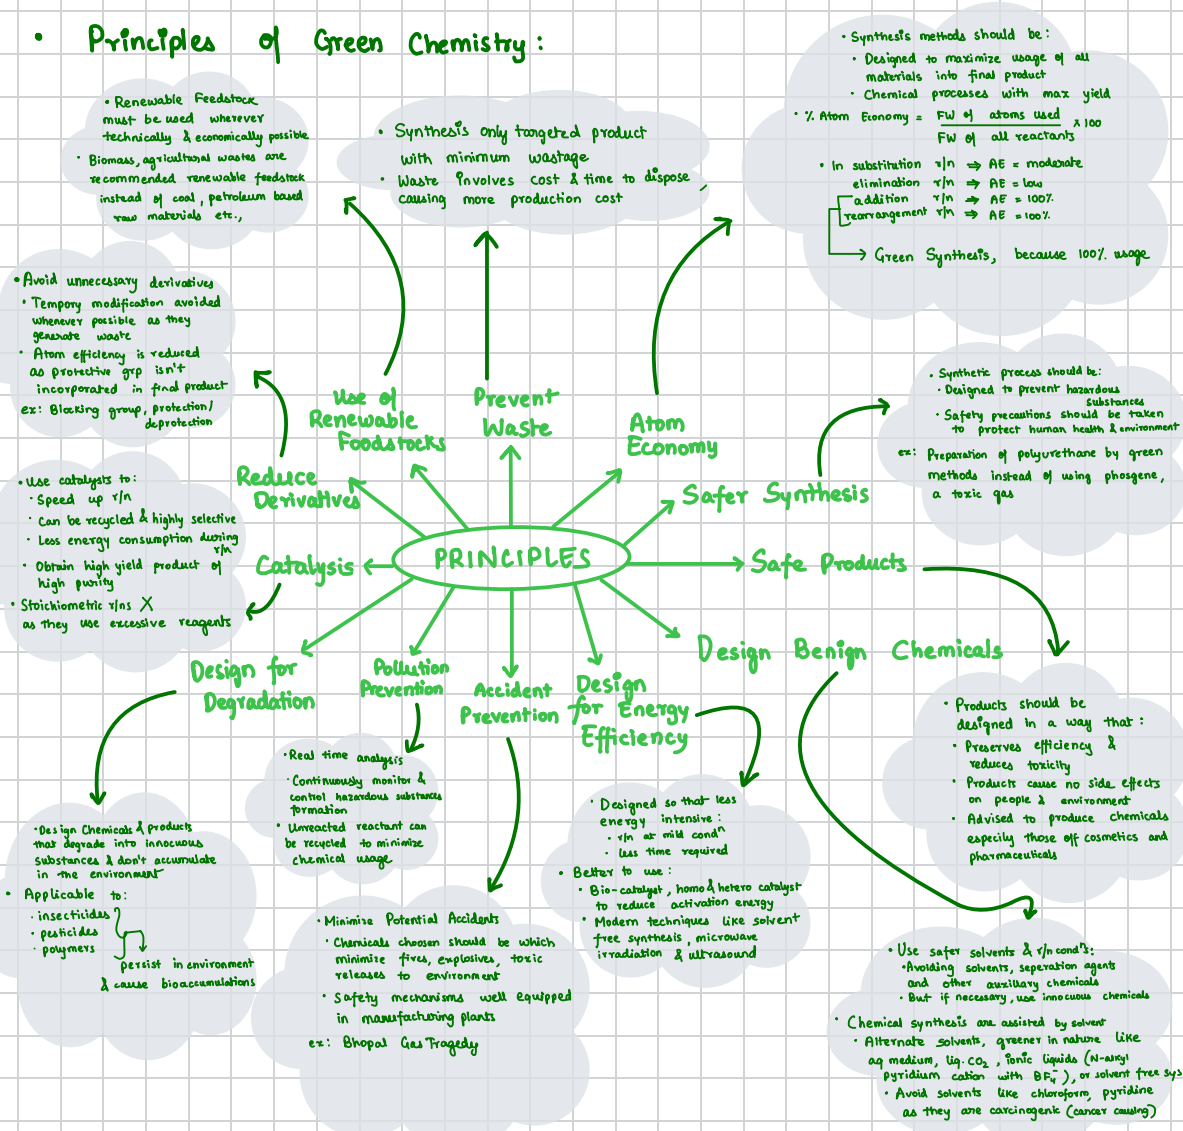 • Principles of Green Chemistry :
• Renewable Feedstock
must be used wherever
technically & economically possible
• Biomass, agricultural wastes are
recommended renewable feedstock
instead of coal, petroleum based
raw materials etc.,
• Synthesis only targeted product
with minimum wastage
• Waste involves cost & time to dispose,
causing more production cost
• Synthesis methods should be :
• Designed to maximize usage of all
materials into final product
• Chemical processes with max yield
• % Atom Economy = FW of atoms used x 100
FW of all reactants
• In substitution r/n ⇒ AE = moderate
elimination r/n ⇒ AE = low
addition r/n ⇒ AE = 100%
rearrangement r/n ⇒ AE = 100%
→ Green Synthesis, because 100% usage
• Avoid unnecessary derivatives
• Tempory modification avoided
whenever possible as they
generate waste
• Atom efficiency is reduced
as protective grp isn't
incorporated in final product
ex: Blocking group, protection/
deprotection
• Synthetic process should be:
• Designed to prevent hazardous
substances
• Safety precautions should be taken
to protect human health & environment
ex: Preparation of polyurethane by green
methods instead of using phosgene,
a toxic gas
Use of
Renewable
Foodstocks
Prevent
Waste
Atom
Economy
Reduce
Derivatives
Safer Synthesis
• Use catalysts to:
• Speed up r/n
• Can be recycled & highly selective
• Less energy consumption during
r/n
• Obtain high yield product of
high purity
• Stoichiometric r/ns X
as they use excessive reagents
Catalysis
PRINCIPLES
Safe Products
Design for
Degradation
Pollution
Prevention
Accident
Prevention
Design
for Energy
Efficiency
Design Benign Chemicals
• Products should be
designed in a way that :
• Preserves efficiency &
reduces toxicity
• Products cause no side effects
on people & environment
• Advised to produce chemicals
especily those off cosmetics and
pharmaceuticals
• Real time analysis
• Continuously monitor &
control hazardous substances
formation
• Unreacted reactant can
be recycled to minimize
chemical usage
• Design Chemicals & products
that degrade into innocuous
substances & don't accumulate
in the environment
• Applicable to:
• insecticides
• pesticides
• polymers
persist in environment
& cause bioaccumulations
• Designed so that less
energy intensive :
• r/n at mild condⁿ
• less time required
• Better to use :
• Bio-catalyst, homo & hetero catalyst
to reduce activation energy
• Modern techniques like solvent
free synthesis, microwave
irradiation & ultrasound
• Minimize Potential Accidents
• Chemicals choosen should be which
minimize fires, explosives, toxic
releases to environment
• Safety mechanisms well equipped
in manufacturing plants
ex: Bhopal Gas Tragedy
• Use safer solvents & r/n condⁿs:
• Avoiding solvents, seperation agents
and other auxillary chemicals
• But if necessary, use innocuous chemicals
• Chemical synthesis are assisted by solvent
• Alternate solvents, greener in nature like
aq medium, liq. CO₂, ionic liquids (N-alkyl
pyridium cation with BF₄⁻), or solvent free sys
• Avoid solvents like chloroform, pyridine
as they are carcinogenic (cancer causing)